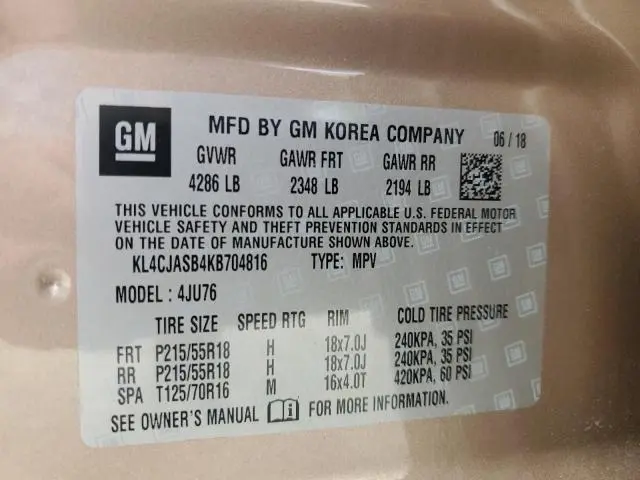 GM MFD BY GM KOREA COMPANY 06 / 18
GVWR GAWR FRT GAWR RR
4286 LB 2348 LB 2194 LB
THIS VEHICLE CONFORMS TO ALL APPLICABLE U.S. FEDERAL MOTOR
VEHICLE SAFETY AND THEFT PREVENTION STANDARDS IN EFFECT
ON THE DATE OF MANUFACTURE SHOWN ABOVE.
KL4CJASB4KB704816 TYPE: MPV
MODEL : 4JU76
TIRE SIZE SPEED RTG RIM COLD TIRE PRESSURE
FRT P215/55R18 H 18x7.0J 240KPA, 35 PSI
RR P215/55R18 H 18x7.0J 240KPA, 35 PSI
SPA T125/70R16 M 16x4.0T 420KPA, 60 PSI
SEE OWNER'S MANUAL FOR MORE INFORMATION.